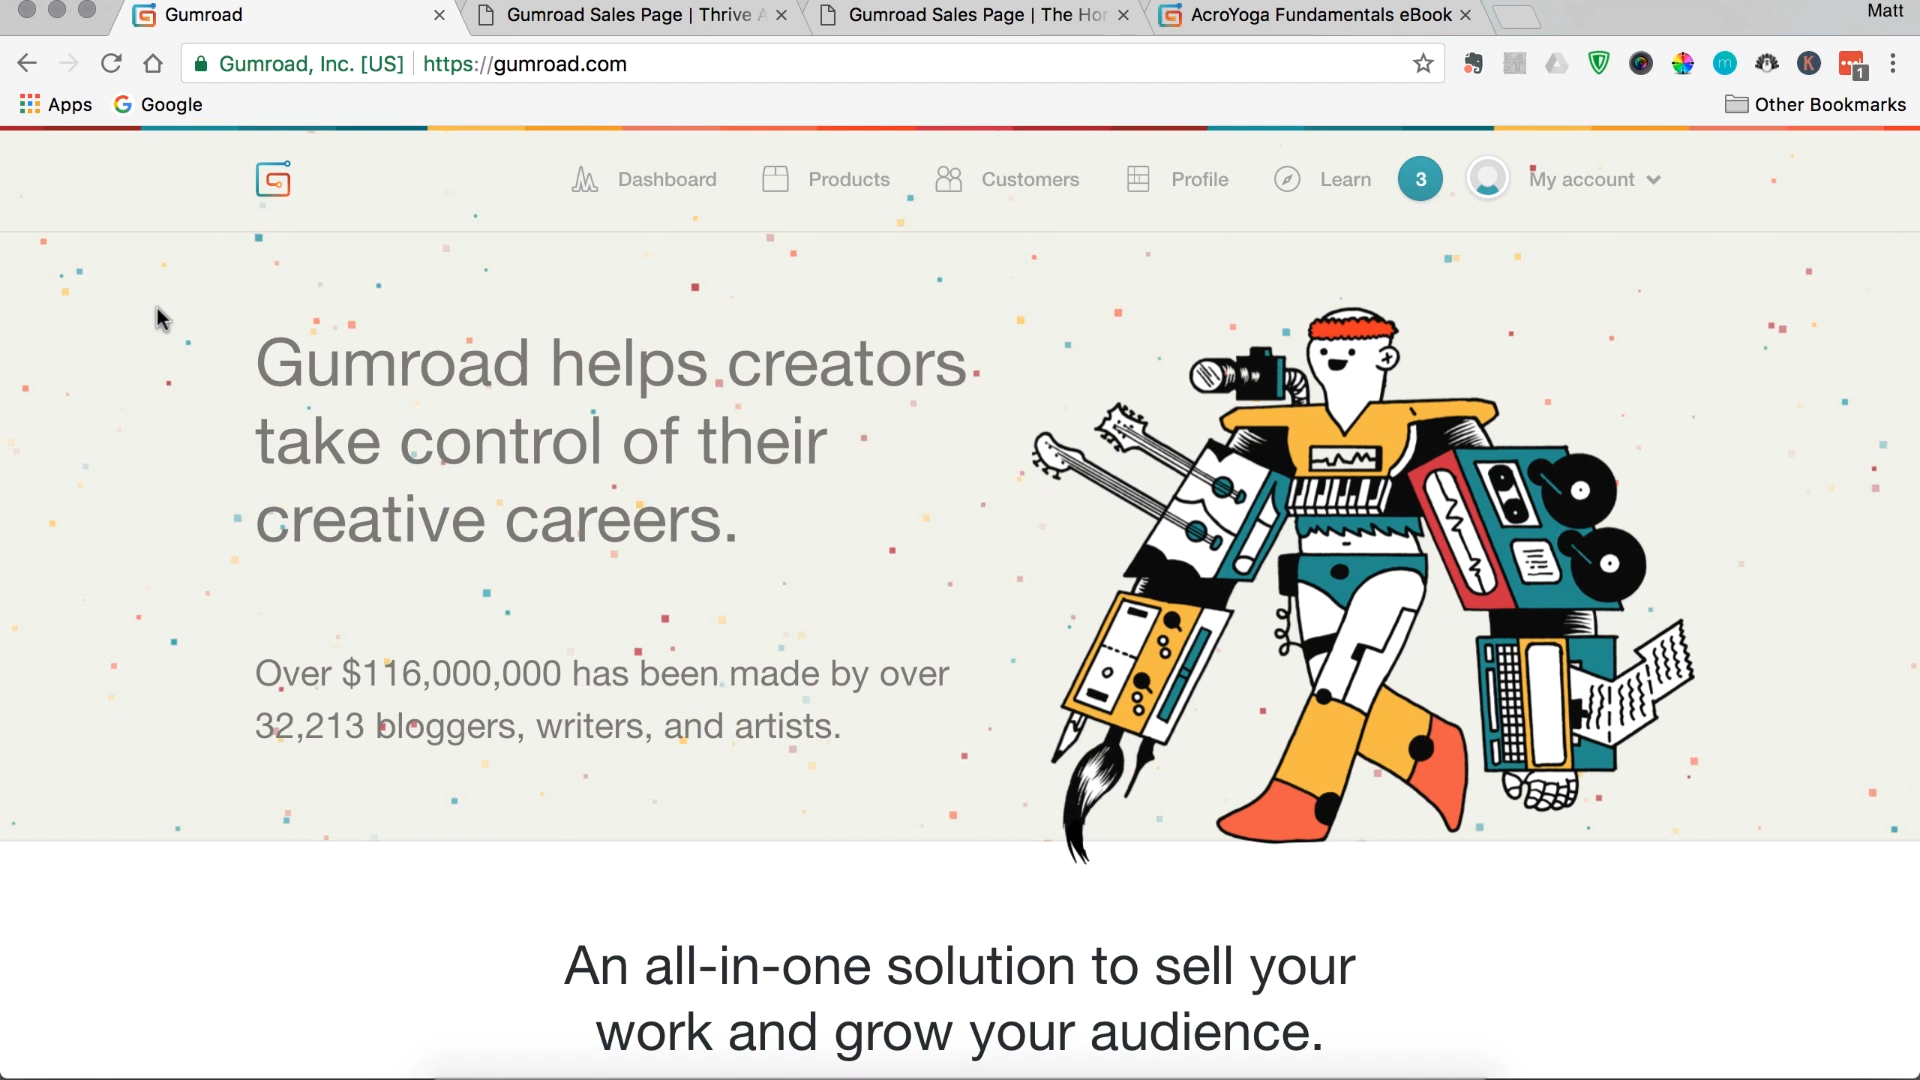 Gumroad
Gumroad Sales Page | Thrive A
Gumroad Sales Page | The Hor
AcroYoga Fundamentals eBook
Matt
Gumroad, Inc. [US] | https://gumroad.com
1
Apps
Google
Other Bookmarks
Dashboard
Products
Customers
Profile
Learn
3
My account
Gumroad helps creators
take control of their
creative careers.
Over $116,000,000 has been made by over
32,213 bloggers, writers, and artists.
An all-in-one solution to sell your
work and grow your audience.